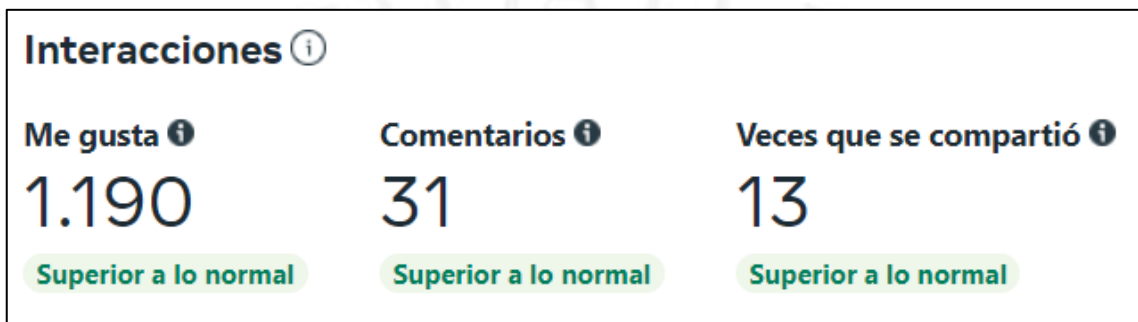 Interacciones
Me gusta Comentarios Veces que se compartió
1.190 31 13
Superior a lo normal Superior a lo normal Superior a lo normal